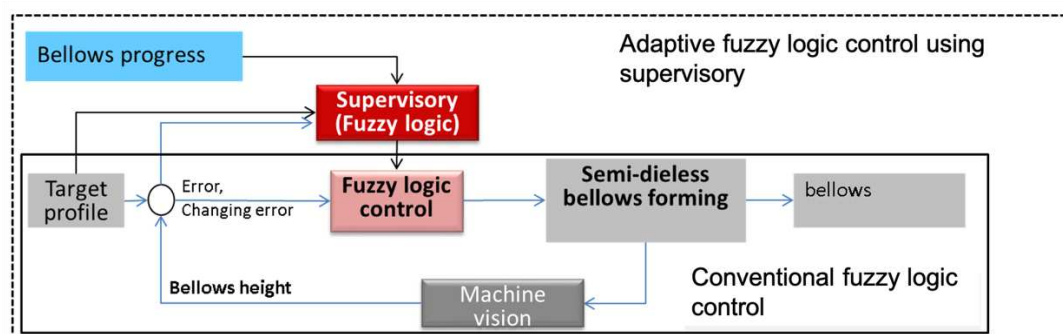 Bellows progress
Adaptive fuzzy logic control using
supervisory
Supervisory
(Fuzzy logic)
Target
profile
Error,
Changing error
Fuzzy logic
control
Semi-dieless
bellows forming
bellows
Bellows height
Machine
vision
Conventional fuzzy logic
control